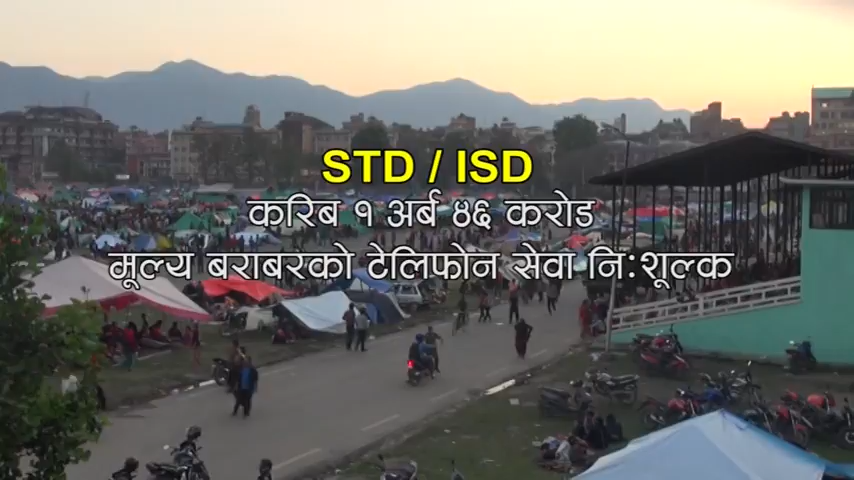 STD / ISD
करिब १ अर्ब ४६ करोड
मूल्य बराबरको टेलिफोन सेवा नि:शूल्क